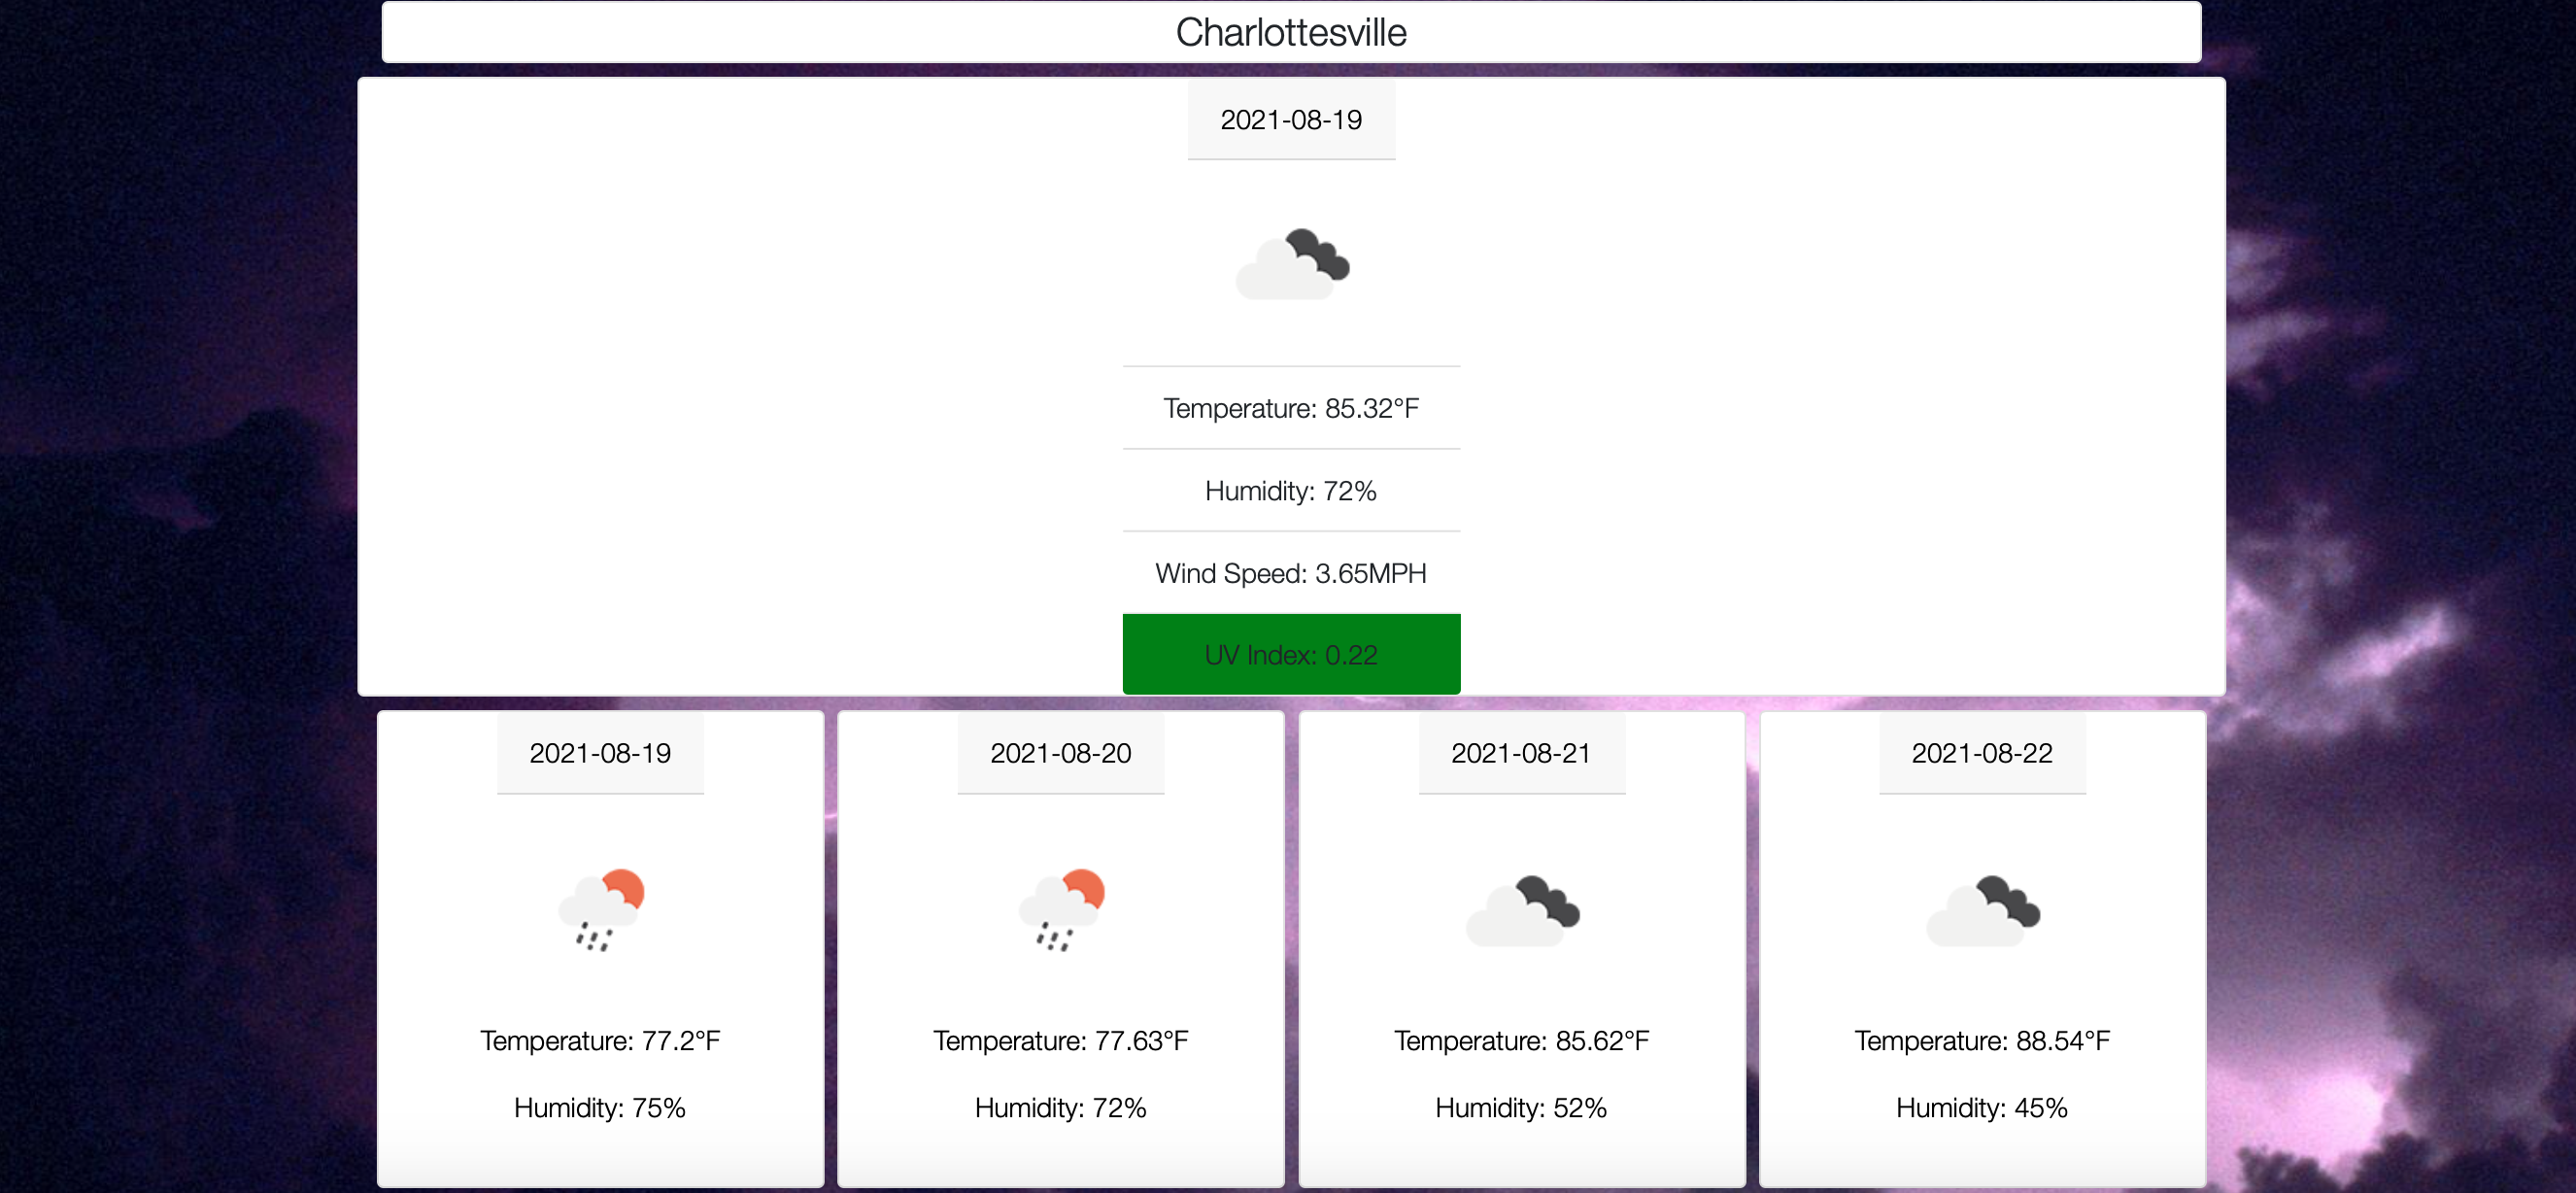 Charlottesville
2021-08-19
Temperature: 85.32°F
Humidity: 72%
Wind Speed: 3.65MPH
UV Index: 0.22
2021-08-19
Temperature: 77.2°F
Humidity: 75%
2021-08-20
Temperature: 77.63°F
Humidity: 72%
2021-08-21
Temperature: 85.62°F
Humidity: 52%
2021-08-22
Temperature: 88.54°F
Humidity: 45%